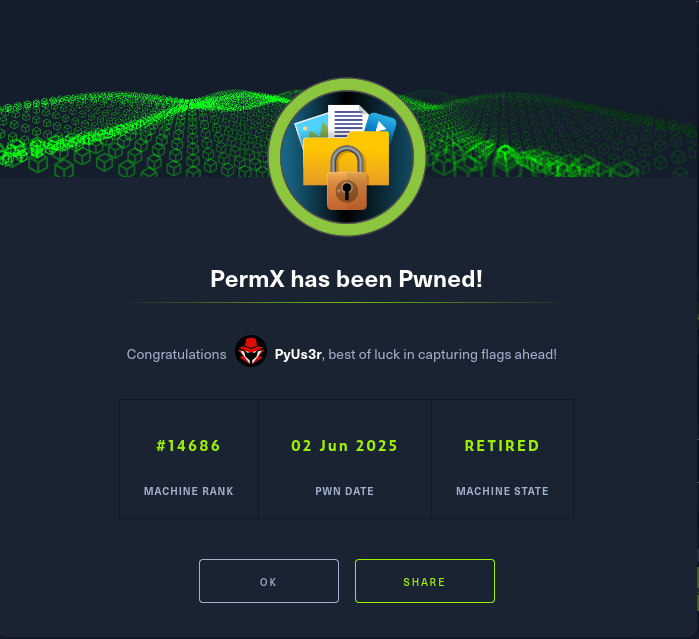 PermX has been Pwned!
Congratulations PyUs3r, best of luck in capturing flags ahead!
#14686 02 Jun 2025 RETIRED
MACHINE RANK PWN DATE MACHINE STATE
OK SHARE